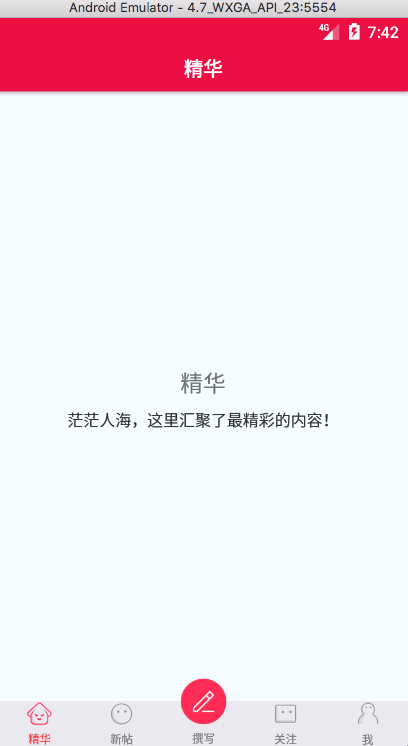 Android Emulator - 4.7_WXGA_API_23:5554
4G 7:42
精华
精华
茫茫人海，这里汇聚了最精彩的内容！
精华 新帖 撰写 关注 我